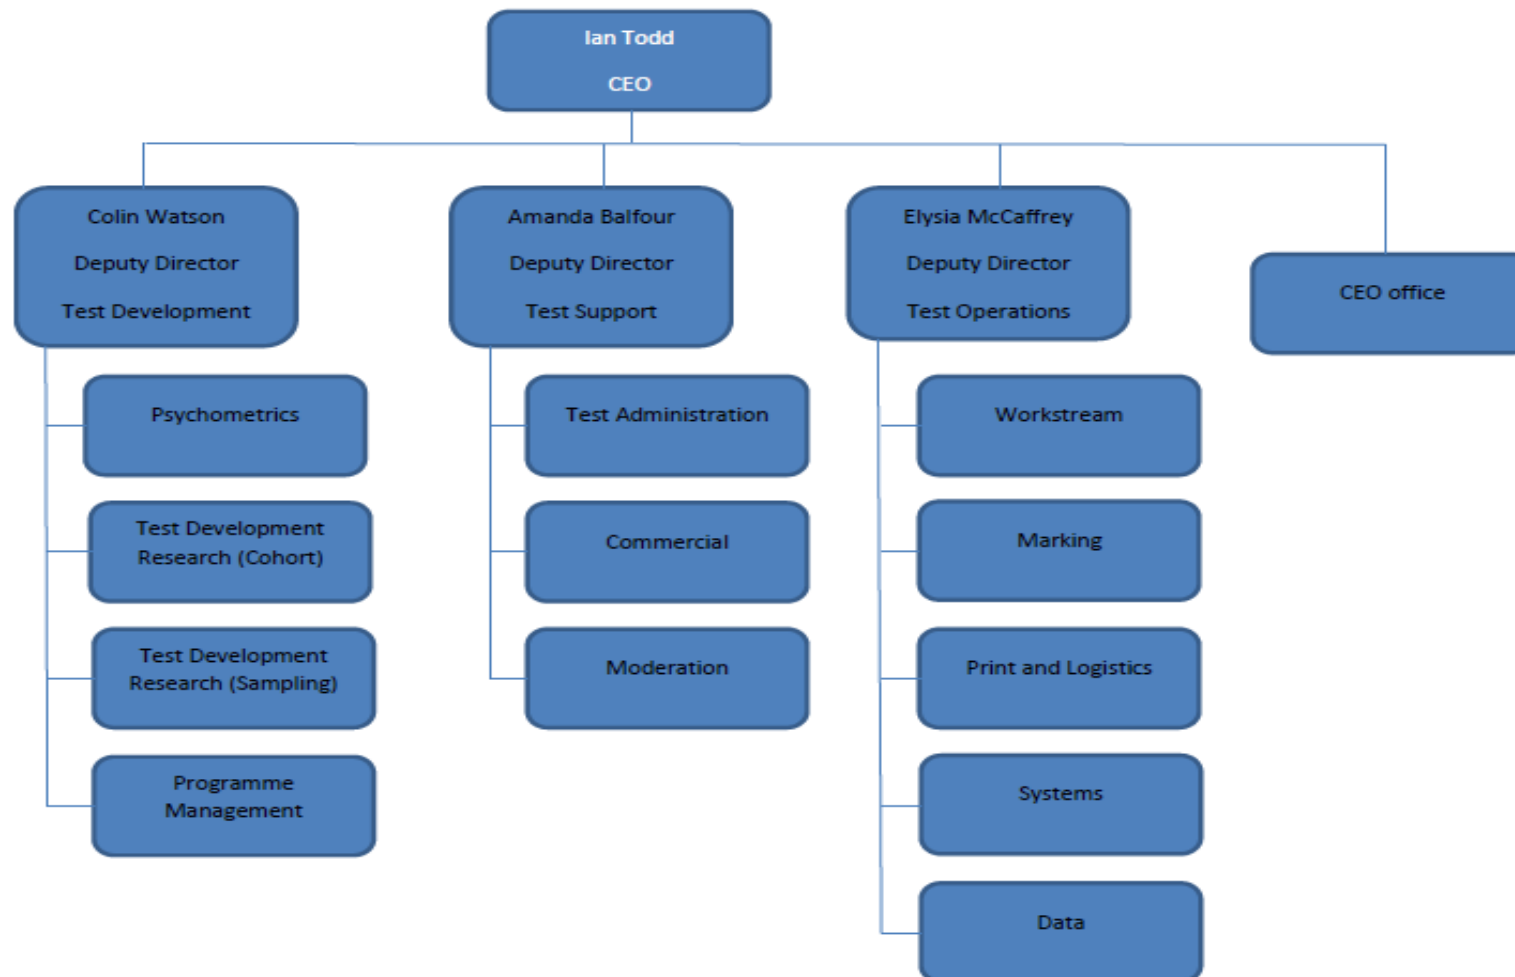 Ian Todd
CEO
Colin Watson
Deputy Director
Test Development
Amanda Balfour
Deputy Director
Test Support
Elysia McCaffrey
Deputy Director
Test Operations
CEO office
Psychometrics
Test Development
Research (Cohort)
Test Development
Research (Sampling)
Programme
Management
Test Administration
Commercial
Moderation
Workstream
Marking
Print and Logistics
Systems
Data